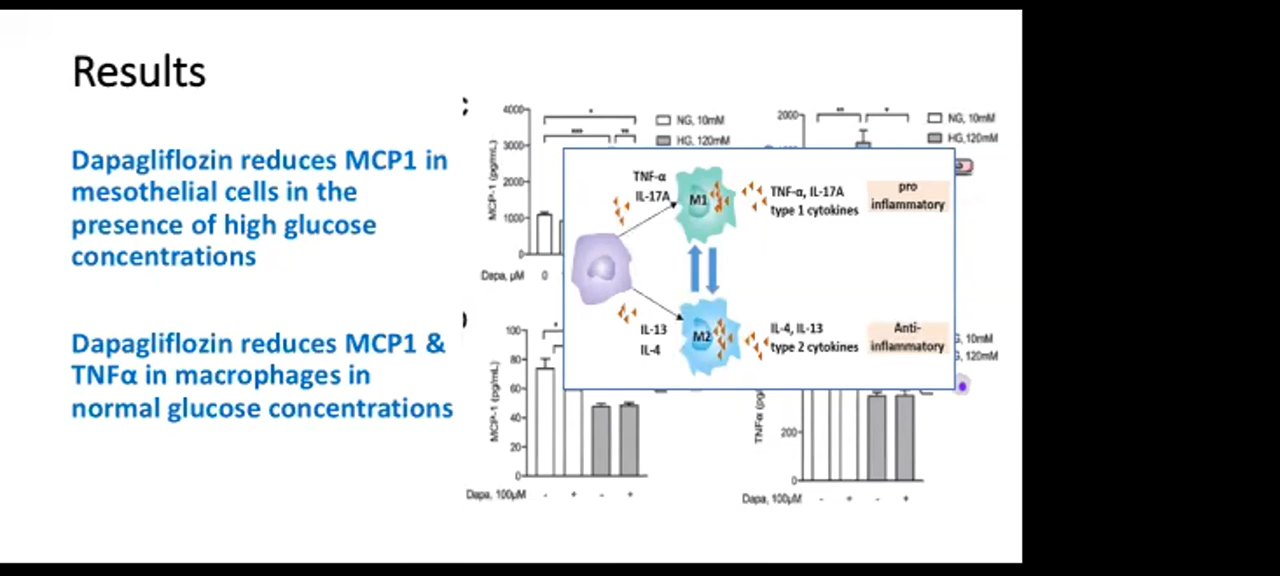 Results
Dapagliflozin reduces MCP1 in
mesothelial cells in the
presence of high glucose
concentrations
Dapagliflozin reduces MCP1 &
TNFα in macrophages in
normal glucose concentrations
4000
3000
2000
1000
0
MCP-1 (pg/mL)
Dapa, µM
0
*
***
**
NG, 10mM
HG, 120mM
2000
**
*
NG, 10mM
HG, 120mM
TNF-α
IL-17A
M1
TNF-α, IL-17A
type 1 cytokines
pro
inflammatory
IL-13
IL-4
M2
IL-4, IL-13
type 2 cytokines
Anti-
inflammatory
100
80
60
40
20
0
MCP-1 (pg/mL)
*
Dapa, 100µM - + - +
10mM
120mM
TNFα (pg
200
0
Dapa, 100µM - + - +